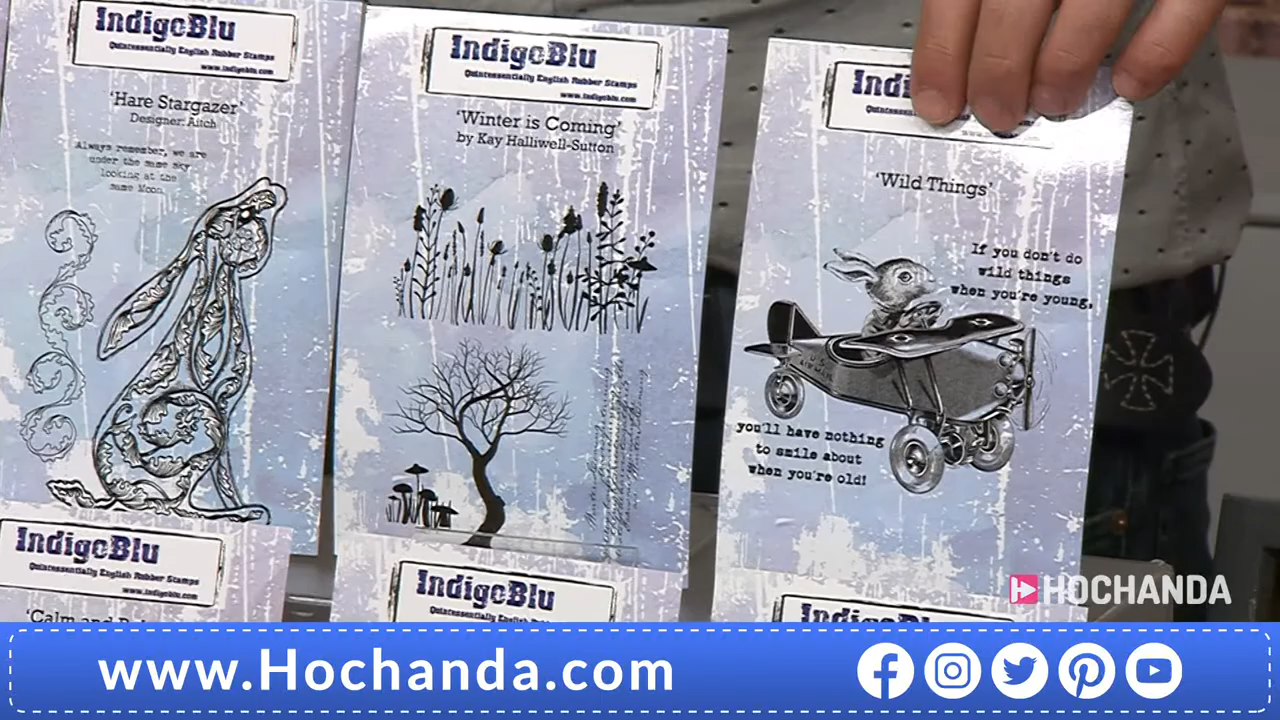 IndigoBlu
Quintessentially English Rubber Stamps
www.indigoblu.com
'Hare Stargazer'
Designer: Aitch
Always remember, we are
under the same sky
looking at the
same Moon.
IndigoBlu
Quintessentially English Rubber Stamps
www.indigoblu.com
'Winter is Coming'
by Kay Halliwell-Sutton
'Wild Things'
If you don't do
wild things
when you're young,
AIR MAIL
you'll have nothing
to smile about
when you're old!
IndigoBlu
Quintessentially English Rubber Stamps
www.indigoblu.com
'Calm and
IndigoBlu
IndigoBlu
HOCHANDA
www.Hochanda.com